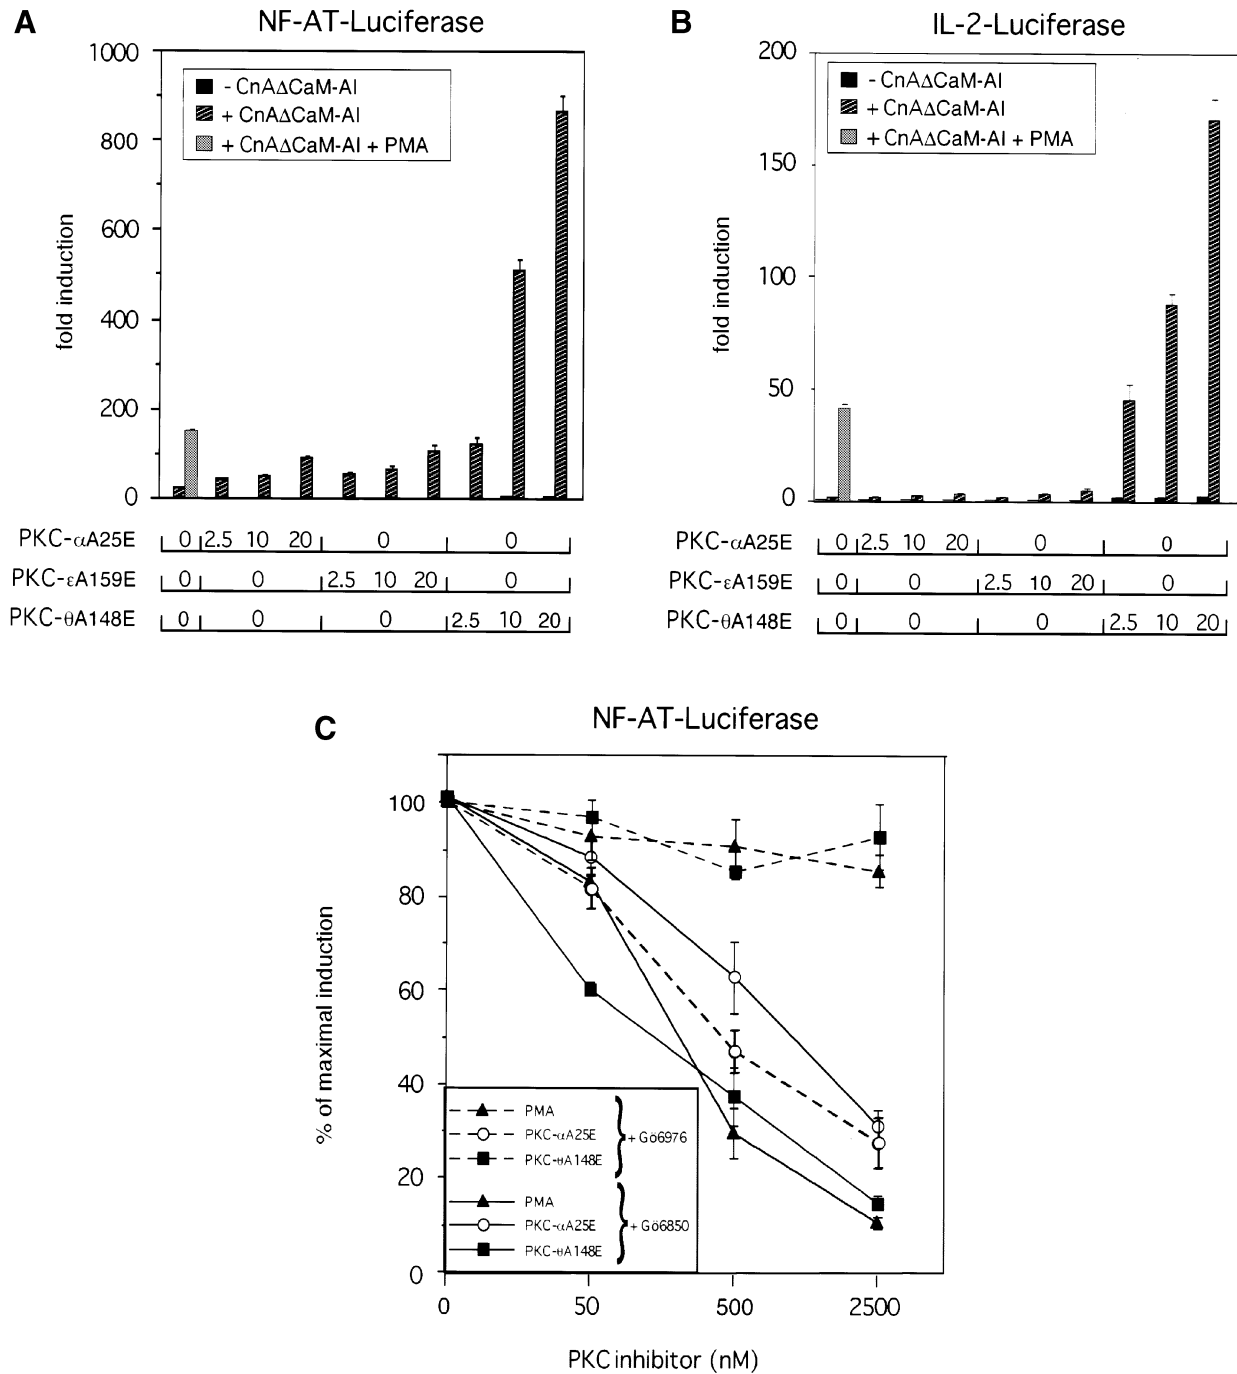 A
NF-AT-Luciferase
1000
800
600
400
200
0
fold induction
- CnAΔCaM-AI
+ CnAΔCaM-AI
+ CnAΔCaM-AI + PMA
PKC-αA25E 0 2.5 10 20 0 0
PKC-εA159E 0 0 2.5 10 20 0
PKC-θA148E 0 0 0 2.5 10 20
B
IL-2-Luciferase
200
150
100
50
0
fold induction
- CnAΔCaM-AI
+ CnAΔCaM-AI
+ CnAΔCaM-AI + PMA
PKC-αA25E 0 2.5 10 20 0 0
PKC-εA159E 0 0 2.5 10 20 0
PKC-θA148E 0 0 0 2.5 10 20
C
NF-AT-Luciferase
100
80
60
40
20
0
% of maximal induction
PMA
PKC-αA25E
PKC-θA148E
+ Gö6976
PMA
PKC-αA25E
PKC-θA148E
+ Gö6850
0 50 500 2500
PKC inhibitor (nM)